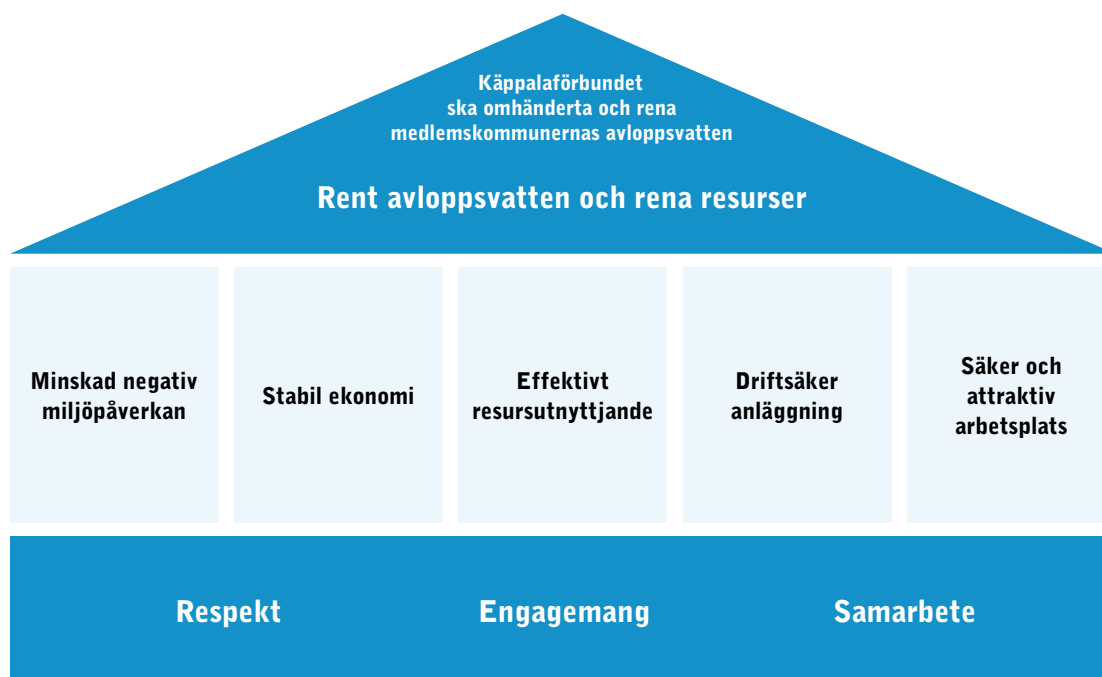 Käppalaförbundet
ska omhänderta och rena
medlemskommunernas avloppsvatten
Rent avloppsvatten och rena resurser
Minskad negativ
miljöpåverkan
Stabil ekonomi
Effektivt
resursutnyttjande
Driftsäker
anläggning
Säker och
attraktiv
arbetsplats
Respekt
Engagemang
Samarbete